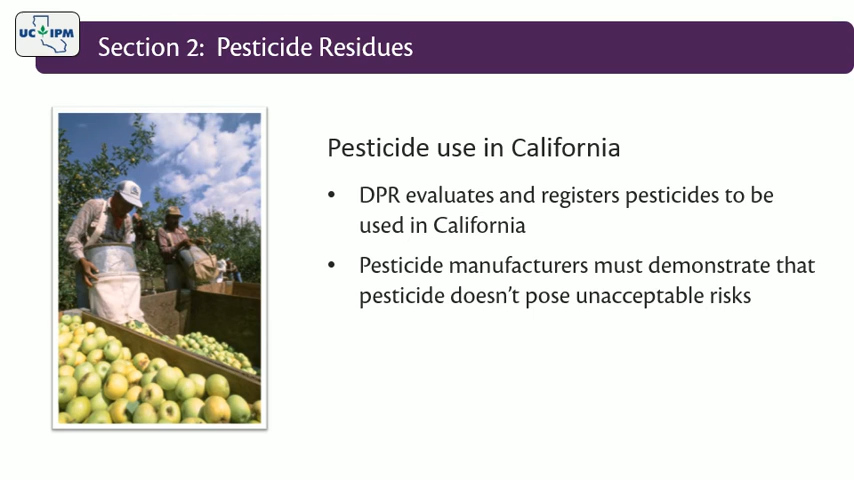 UC IPM
Section 2: Pesticide Residues
Pesticide use in California
• DPR evaluates and registers pesticides to be
used in California
• Pesticide manufacturers must demonstrate that
pesticide doesn't pose unacceptable risks